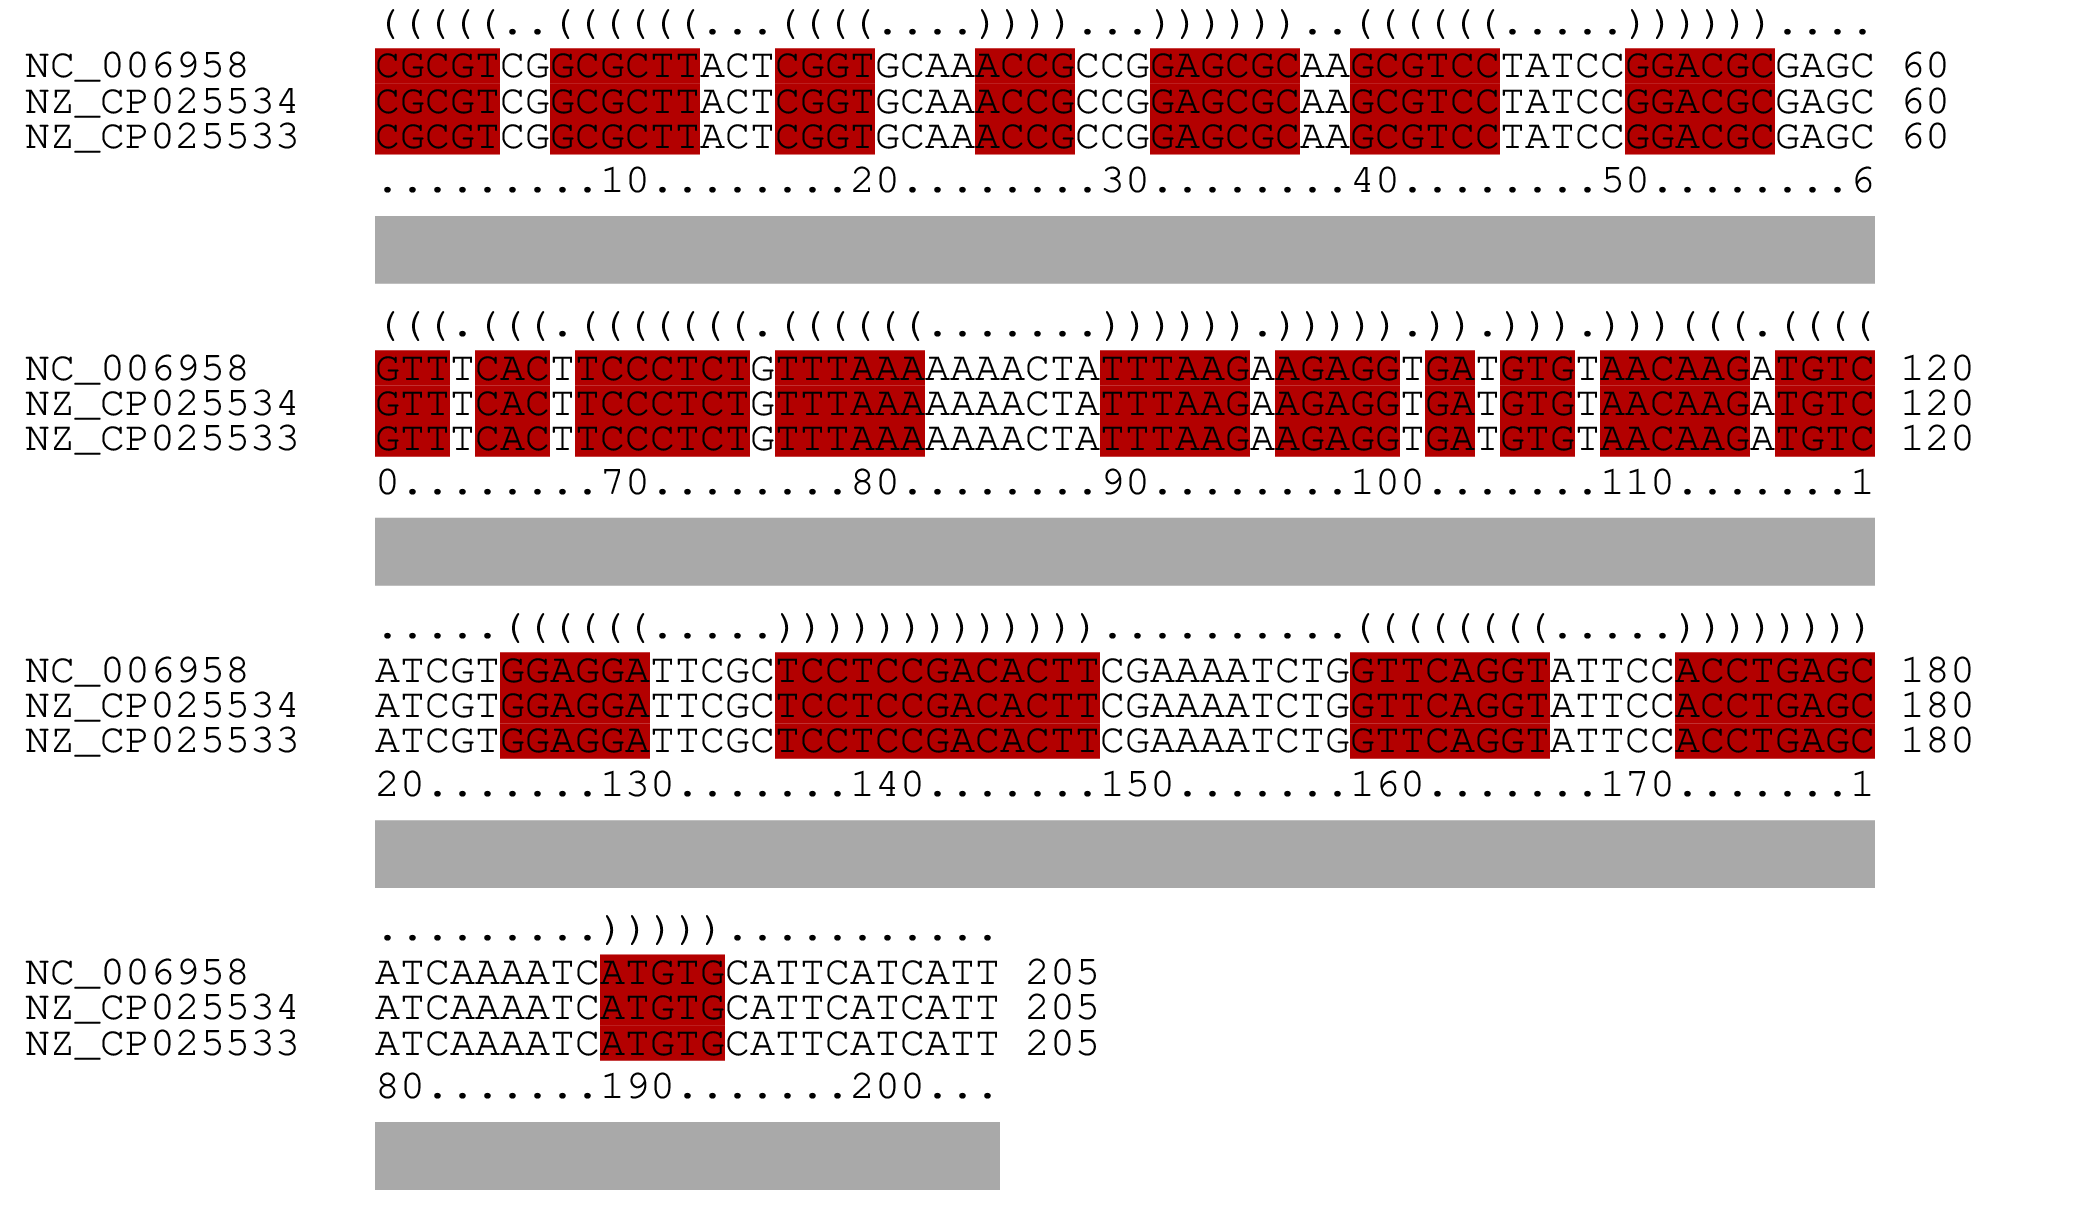 (((((..((((((...((((....))))...))))))..((((((.....))))))....
NC_006958 CGCGTCGGCGCTTACTCGGTGCAAACCGCCGGAGCGCAAGCGTCCTATCCGGACGCGAGC 60
NZ_CP025534 CGCGTCGGCGCTTACTCGGTGCAAACCGCCGGAGCGCAAGCGTCCTATCCGGACGCGAGC 60
NZ_CP025533 CGCGTCGGCGCTTACTCGGTGCAAACCGCCGGAGCGCAAGCGTCCTATCCGGACGCGAGC 60
.........10........20........30........40........50........6
(((.(((.(((((((.((((((.......)))))).))))).)).))).)))(((.((((
NC_006958 GTTTCACTTCCCTCTGTTTAAAAAAACTATTTAAGAAGAGGTGATGTGTAACAAGATGTC 120
NZ_CP025534 GTTTCACTTCCCTCTGTTTAAAAAAACTATTTAAGAAGAGGTGATGTGTAACAAGATGTC 120
NZ_CP025533 GTTTCACTTCCCTCTGTTTAAAAAAACTATTTAAGAAGAGGTGATGTGTAACAAGATGTC 120
0........70........80........90........100.......110.......1
.....((((((.....)))))))))))))..........((((((((.....))))))))
NC_006958 ATCGTGGAGGATTCGCTCCTCCGACACTTCGAAAATCTGGTTCAGGTATTCCACCTGAGC 180
NZ_CP025534 ATCGTGGAGGATTCGCTCCTCCGACACTTCGAAAATCTGGTTCAGGTATTCCACCTGAGC 180
NZ_CP025533 ATCGTGGAGGATTCGCTCCTCCGACACTTCGAAAATCTGGTTCAGGTATTCCACCTGAGC 180
20.......130.......140.......150.......160.......170.......1
.........)))))...........
NC_006958 ATCAAAATCATGTGCATTCATCATT 205
NZ_CP025534 ATCAAAATCATGTGCATTCATCATT 205
NZ_CP025533 ATCAAAATCATGTGCATTCATCATT 205
80.......190.......200...